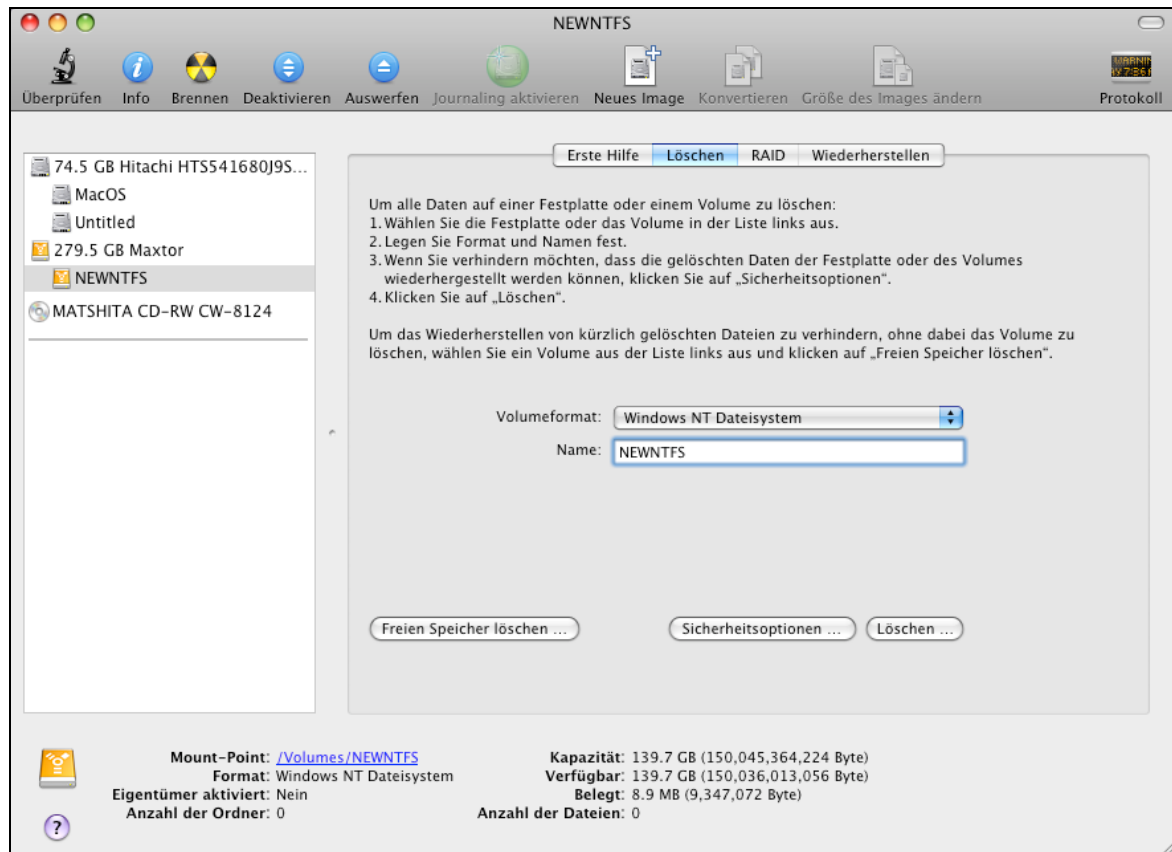 NEWNTFS
Überprüfen Info Brennen Deaktivieren Auswerfen Journaling aktivieren Neues Image Konvertieren Größe des Images ändern Protokoll
74.5 GB Hitachi HTS541680J9S...
MacOS
Untitled
279.5 GB Maxtor
NEWNTFS
MATSHITA CD-RW CW-8124
Erste Hilfe Löschen RAID Wiederherstellen
Um alle Daten auf einer Festplatte oder einem Volume zu löschen:
1. Wählen Sie die Festplatte oder das Volume in der Liste links aus.
2. Legen Sie Format und Namen fest.
3. Wenn Sie verhindern möchten, dass die gelöschten Daten der Festplatte oder des Volumes
wiederhergestellt werden können, klicken Sie auf „Sicherheitsoptionen“.
4. Klicken Sie auf „Löschen“.
Um das Wiederherstellen von kürzlich gelöschten Dateien zu verhindern, ohne dabei das Volume zu
löschen, wählen Sie ein Volume aus der Liste links aus und klicken auf „Freien Speicher löschen“.
Volumeformat: Windows NT Dateisystem
Name: NEWNTFS
Freien Speicher löschen ... Sicherheitsoptionen ... Löschen ...
Mount-Point: /Volumes/NEWNTFS
Format: Windows NT Dateisystem
Eigentümer aktiviert: Nein
Anzahl der Ordner: 0
Kapazität: 139.7 GB (150,045,364,224 Byte)
Verfügbar: 139.7 GB (150,036,013,056 Byte)
Belegt: 8.9 MB (9,347,072 Byte)
Anzahl der Dateien: 0
?